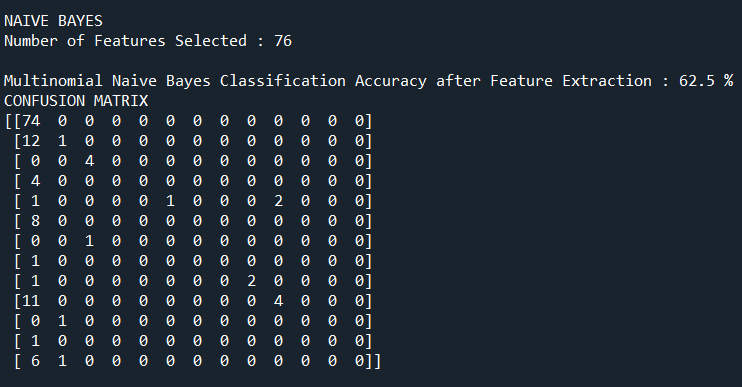 NAIVE BAYES
Number of Features Selected : 76
Multinomial Naive Bayes Classification Accuracy after Feature Extraction : 62.5 %
CONFUSION MATRIX
[[74 0 0 0 0 0 0 0 0 0 0 0 0]
[12 1 0 0 0 0 0 0 0 0 0 0 0]
[ 0 0 4 0 0 0 0 0 0 0 0 0 0]
[ 4 0 0 0 0 0 0 0 0 0 0 0 0]
[ 1 0 0 0 0 1 0 0 0 2 0 0 0]
[ 8 0 0 0 0 0 0 0 0 0 0 0 0]
[ 0 0 1 0 0 0 0 0 0 0 0 0 0]
[ 1 0 0 0 0 0 0 0 0 0 0 0 0]
[ 1 0 0 0 0 0 0 0 2 0 0 0 0]
[11 0 0 0 0 0 0 0 0 4 0 0 0]
[ 0 1 0 0 0 0 0 0 0 0 0 0 0]
[ 1 0 0 0 0 0 0 0 0 0 0 0 0]
[ 6 1 0 0 0 0 0 0 0 0 0 0 0]]